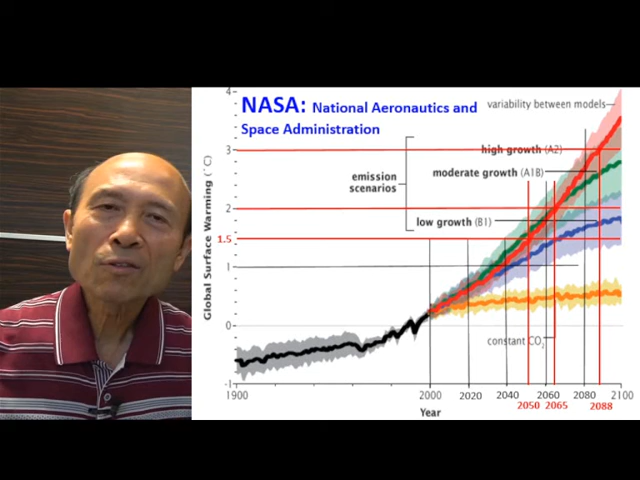 NASA: National Aeronautics and
Space Administration
variability between models
high growth (A2)
emission
scenarios
moderate growth (A1B)
low growth (B1)
constant CO2
Global Surface Warming (°C)
4
3
2
1.5
1
0
-1
1900
2000
2020
2040
2060
2080
2100
2050
2065
2088
Year